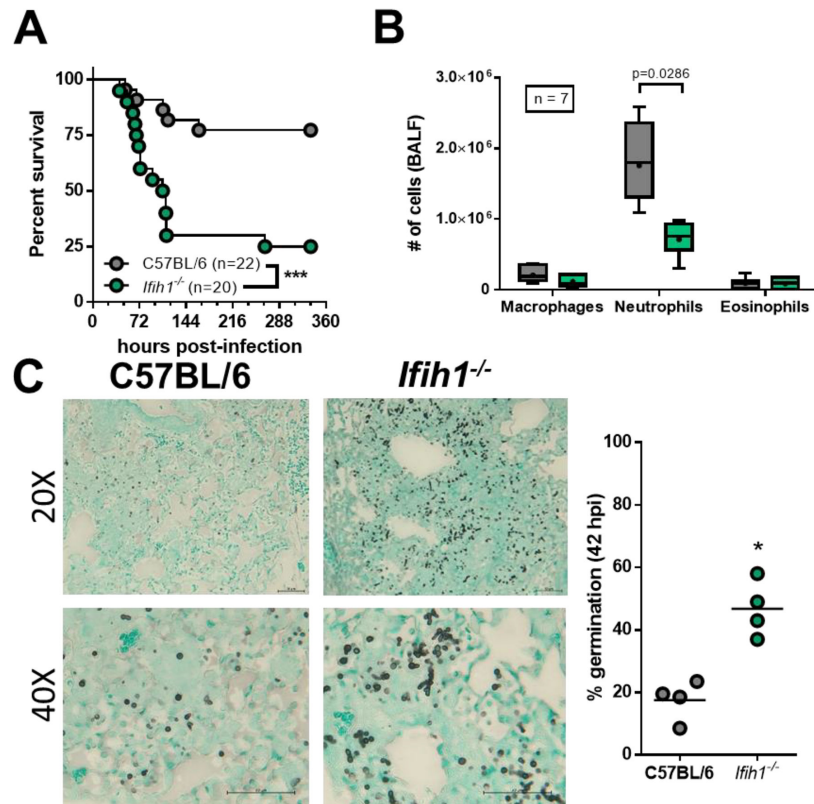 A
100
75
50
25
0
Percent survival
C57BL/6 (n=22)
Ifih1-/- (n=20)
***
0 72 144 216 288 360
hours post-infection
B
p=0.0286
n = 7
3.0×10⁶
2.0×10⁶
1.0×10⁶
0
# of cells (BALF)
Macrophages Neutrophils Eosinophils
C
C57BL/6 Ifih1-/-
20X
40X
100
80
60
40
20
0
% germination (42 hpi)
*
C57BL/6 Ifih1-/-